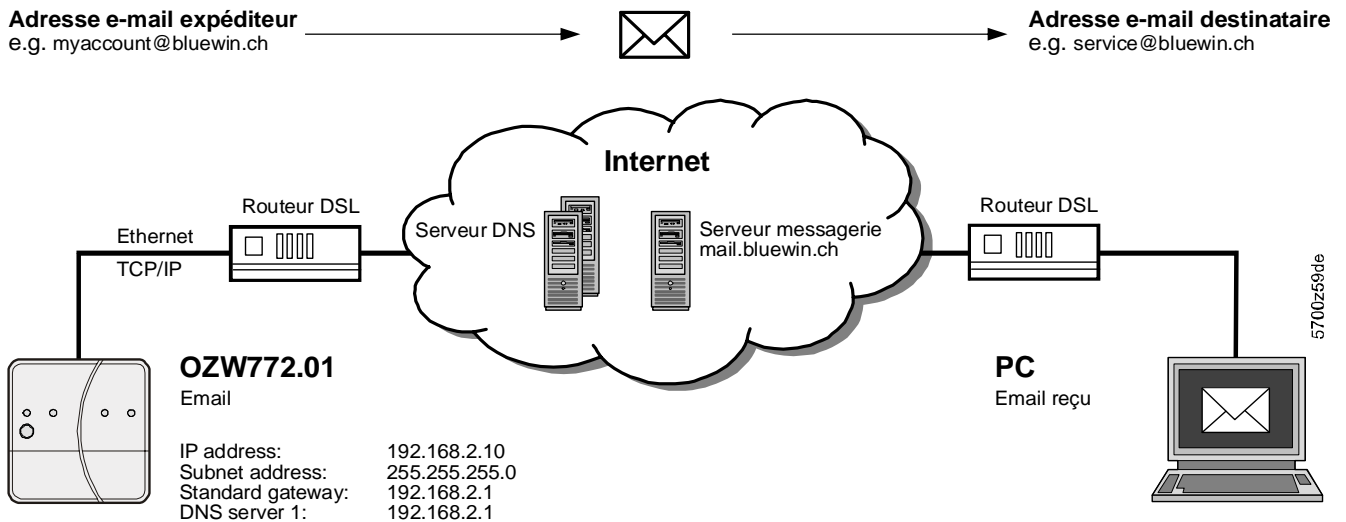 Adresse e-mail expéditeur
e.g. myaccount@bluewin.ch
Adresse e-mail destinataire
e.g. service@bluewin.ch
Internet
Routeur DSL
Ethernet
TCP/IP
Serveur DNS
Serveur messagerie
mail.bluewin.ch
Routeur DSL
5700z59de
OZW772.01
Email
IP address: 192.168.2.10
Subnet address: 255.255.255.0
Standard gateway: 192.168.2.1
DNS server 1: 192.168.2.1
PC
Email reçu